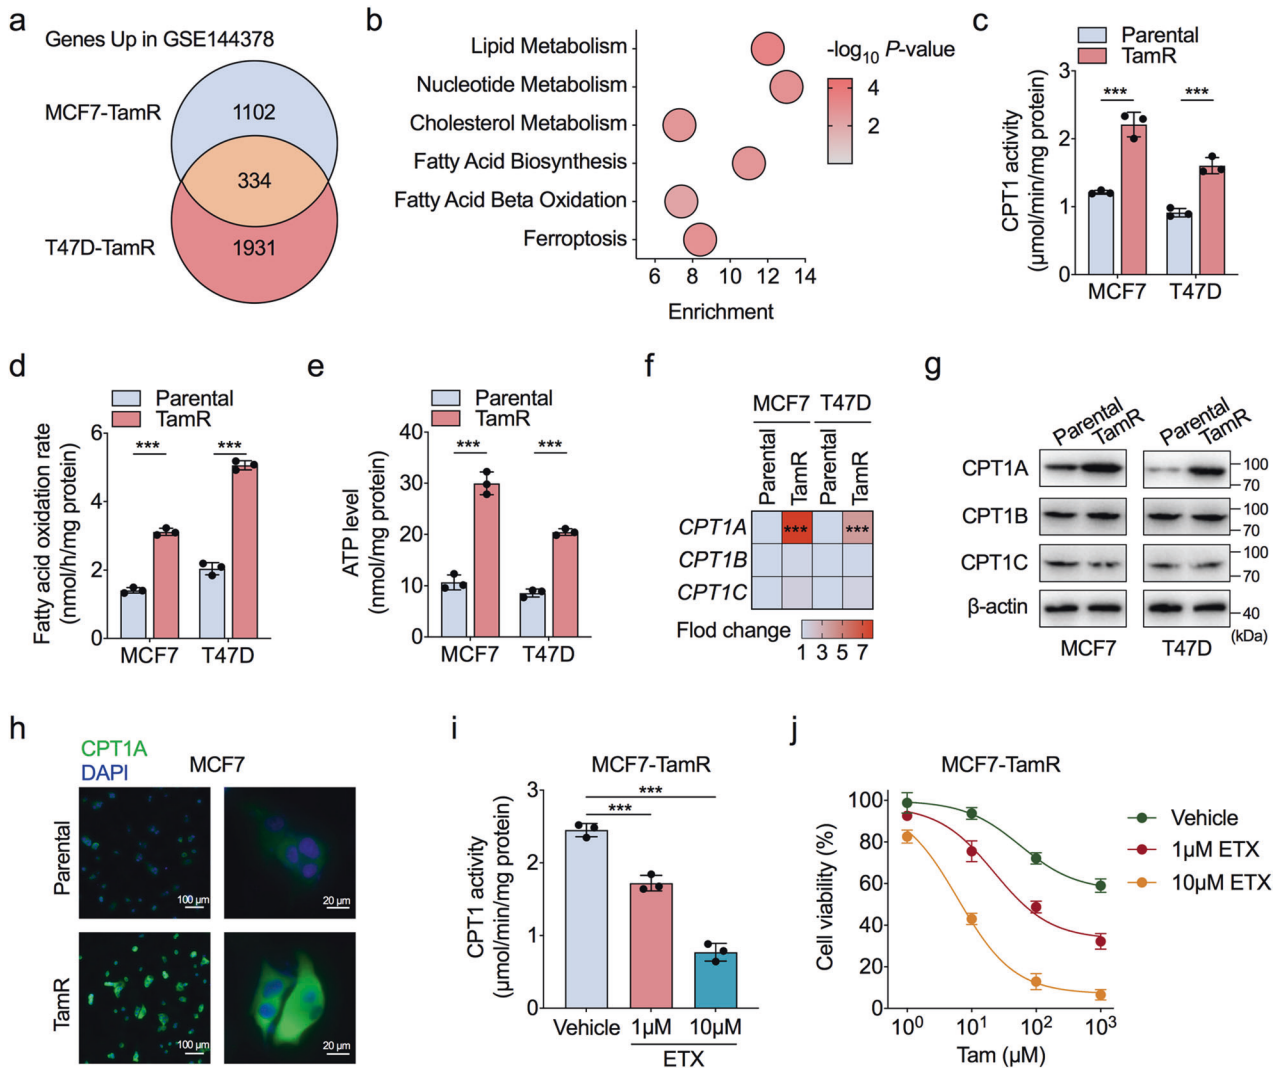 a
Genes Up in GSE144378
MCF7-TamR
1102
334
T47D-TamR
1931
b
Lipid Metabolism
Nucleotide Metabolism
Cholesterol Metabolism
Fatty Acid Biosynthesis
Fatty Acid Beta Oxidation
Ferroptosis
6 8 10 12 14
Enrichment
-log10 P-value
4
2
c
Parental
TamR
CPT1 activity
(μmol/min/mg protein)
3
2
1
0
*** ***
MCF7 T47D
d
Parental
TamR
Fatty acid oxidation rate
(nmol/h/mg protein)
6
4
2
0
*** ***
MCF7 T47D
e
Parental
TamR
ATP level
(nmol/mg protein)
40
30
20
10
0
*** ***
MCF7 T47D
f
MCF7 T47D
Parental TamR Parental TamR
CPT1A *** ***
CPT1B
CPT1C
Flod change
1 3 5 7
g
Parental TamR Parental TamR
CPT1A 100 70
CPT1B 100 70
CPT1C 100 70
β-actin 40
(kDa)
MCF7 T47D
h
CPT1A
DAPI
MCF7
Parental
100 μm 20 μm
TamR
100 μm 20 μm
i
MCF7-TamR
CPT1 activity
(μmol/min/mg protein)
3
2
1
0
***
***
Vehicle 1μM 10μM
ETX
j
MCF7-TamR
Cell viability (%)
100
80
60
40
20
0
10⁰ 10¹ 10² 10³
Tam (μM)
Vehicle
1μM ETX
10μM ETX